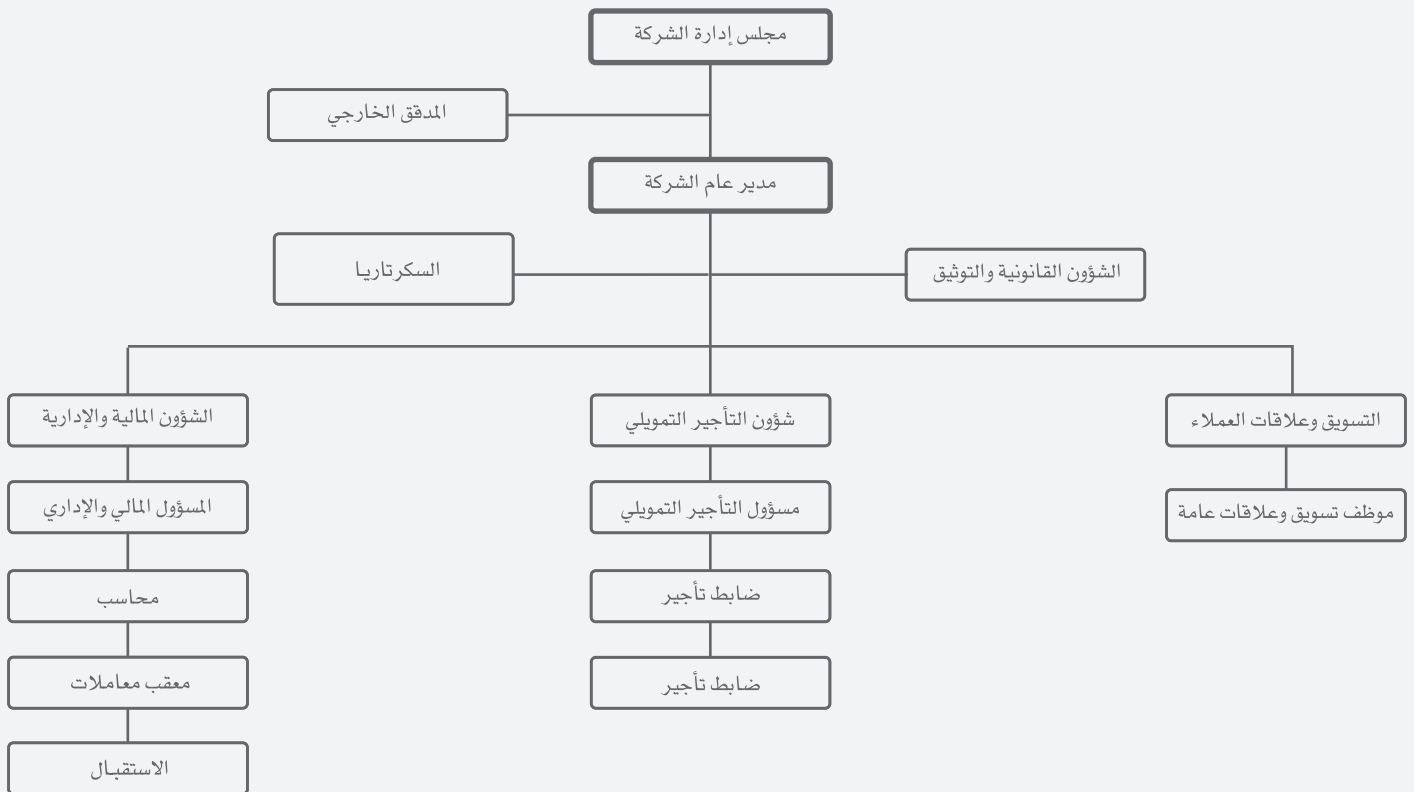 مجلس إدارة الشركة
المدقق الخارجي
مدير عام الشركة
الشؤون القانونية والتوثيق
السكرتاريا
التسويق وعلاقات العملاء
موظف تسويق وعلاقات عامة
شؤون التأجير التمويلي
مسؤول التأجير التمويلي
ضابط تأجير
ضابط تأجير
الشؤون المالية والإدارية
المسؤول المالي والإداري
محاسب
معقب معاملات
الاستقبال